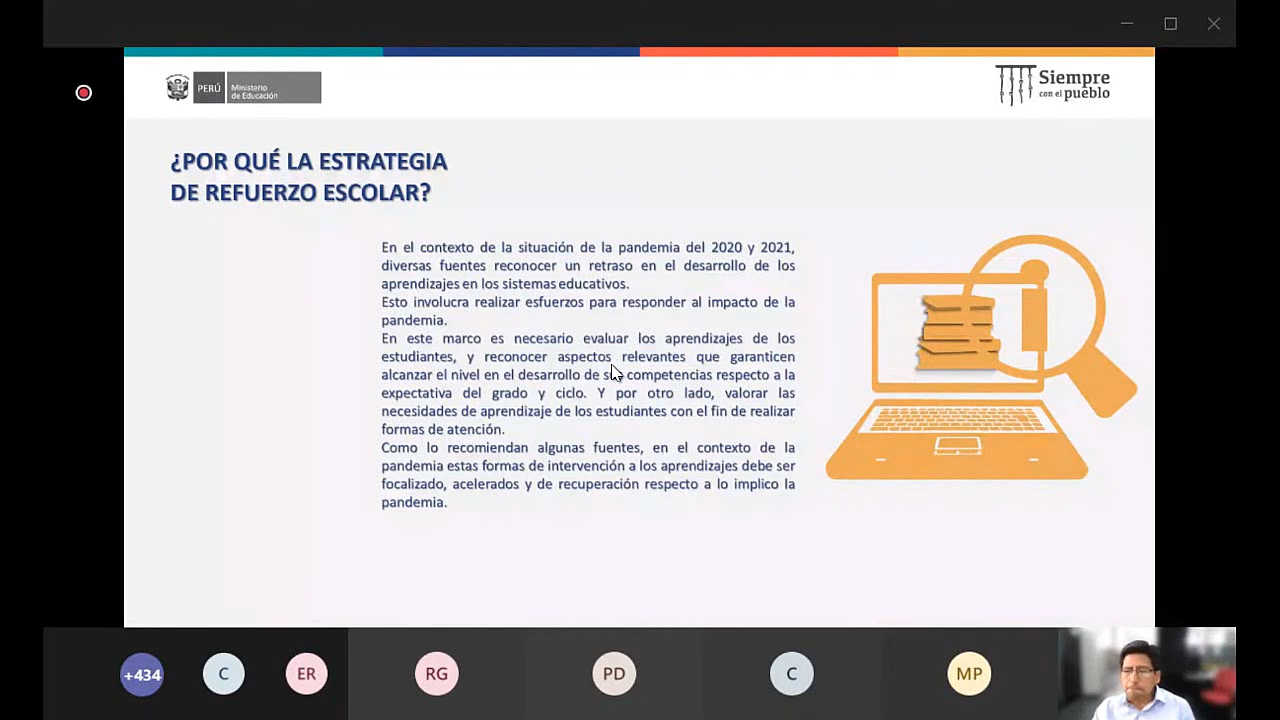 PERÚ
Ministerio
de Educación
Siempre
con el pueblo
¿POR QUÉ LA ESTRATEGIA
DE REFUERZO ESCOLAR?
En el contexto de la situación de la pandemia del 2020 y 2021,
diversas fuentes reconocer un retraso en el desarrollo de los
aprendizajes en los sistemas educativos.
Esto involucra realizar esfuerzos para responder al impacto de la
pandemia.
En este marco es necesario evaluar los aprendizajes de los
estudiantes, y reconocer aspectos relevantes que garanticen
alcanzar el nivel en el desarrollo de sus competencias respecto a la
expectativa del grado y ciclo. Y por otro lado, valorar las
necesidades de aprendizaje de los estudiantes con el fin de realizar
formas de atención.
Como lo recomiendan algunas fuentes, en el contexto de la
pandemia estas formas de intervención a los aprendizajes debe ser
focalizado, acelerados y de recuperación respecto a lo implico la
pandemia.
+434
C
ER
RG
PD
C
MP